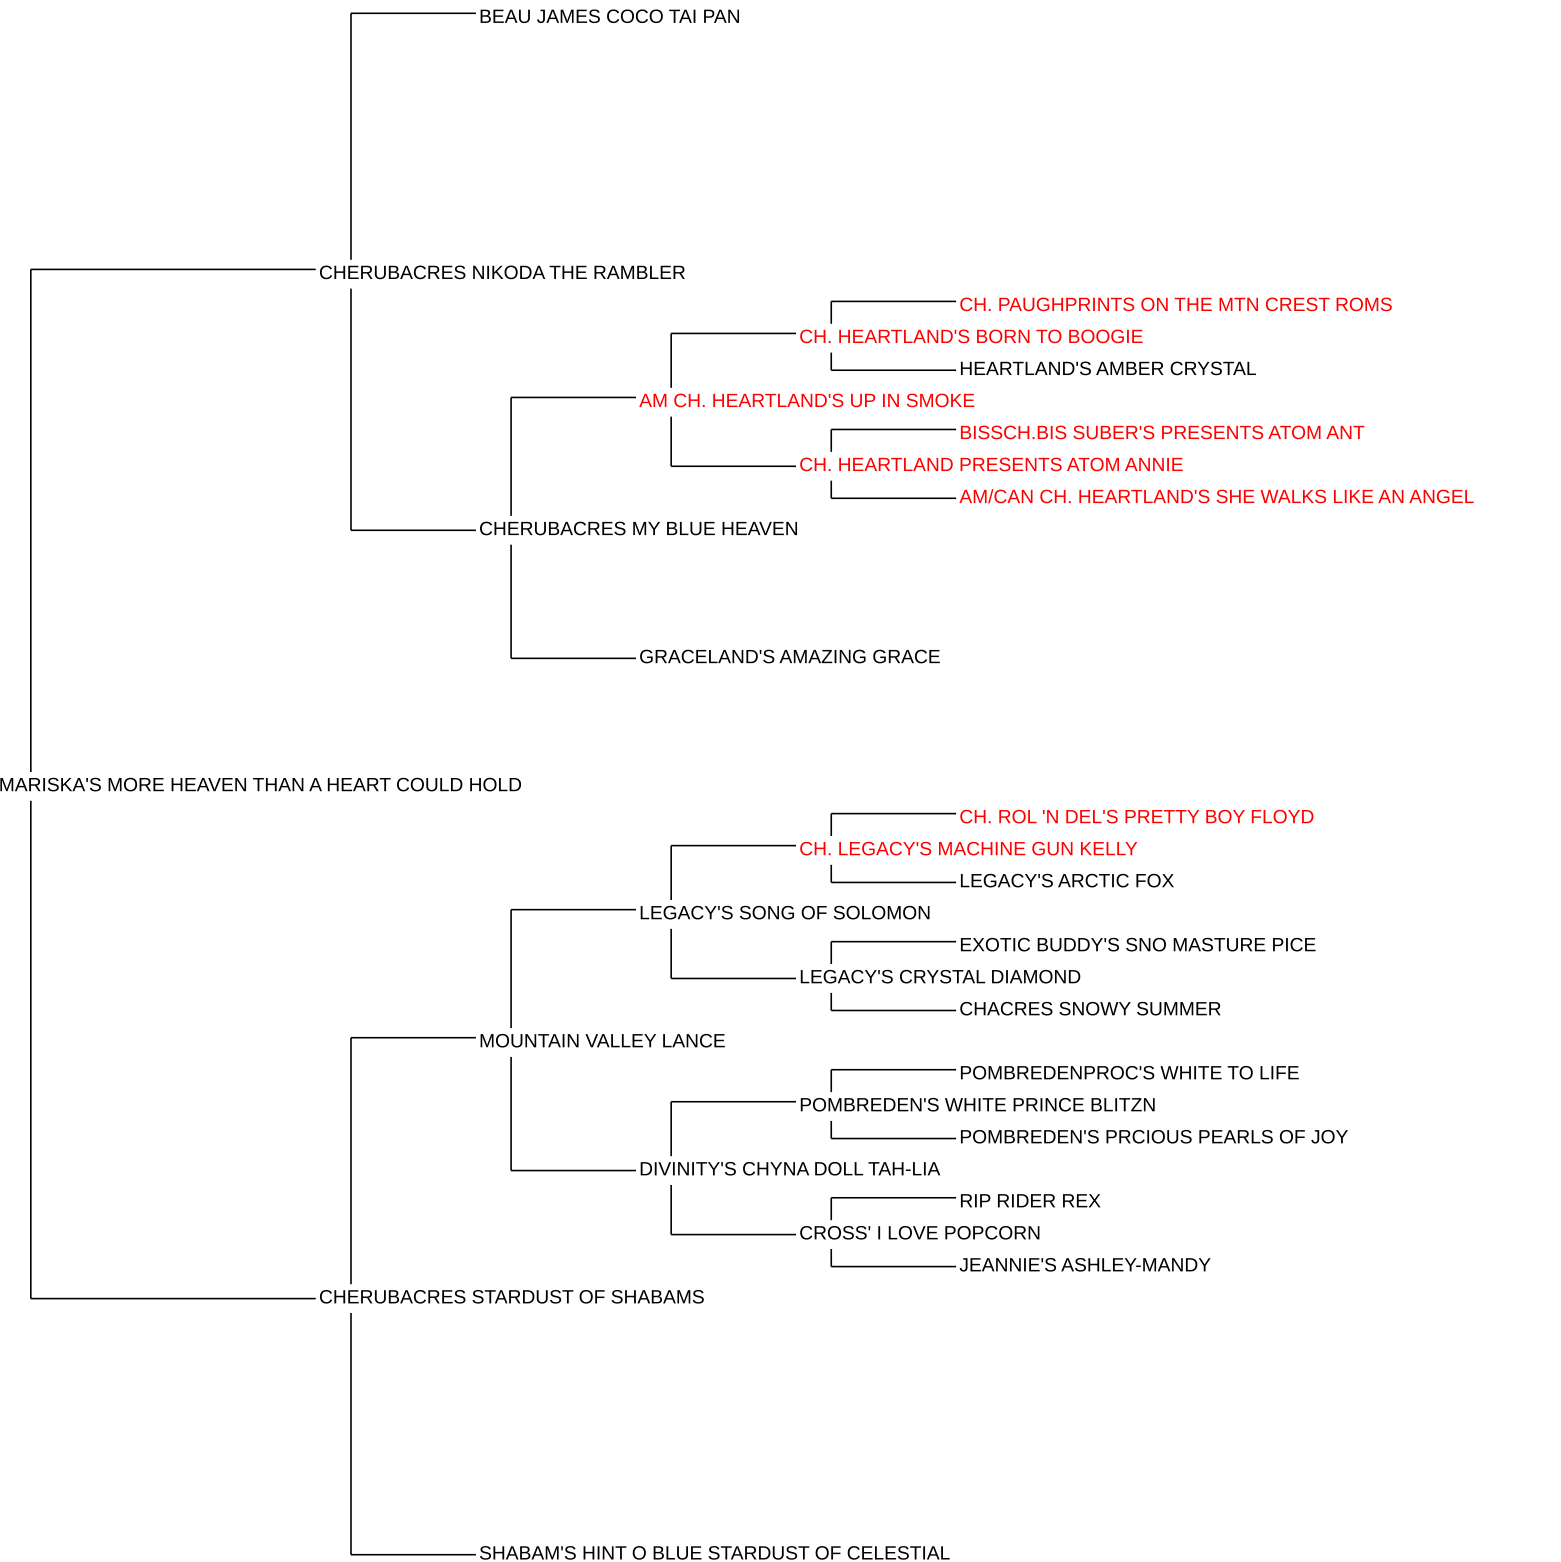 BEAU JAMES COCO TAI PAN
CHERUBACRES NIKODA THE RAMBLER
CH. PAUGHPRINTS ON THE MTN CREST ROMS
CH. HEARTLAND'S BORN TO BOOGIE
HEARTLAND'S AMBER CRYSTAL
AM CH. HEARTLAND'S UP IN SMOKE
BISSCH.BIS SUBER'S PRESENTS ATOM ANT
CH. HEARTLAND PRESENTS ATOM ANNIE
AM/CAN CH. HEARTLAND'S SHE WALKS LIKE AN ANGEL
CHERUBACRES MY BLUE HEAVEN
GRACELAND'S AMAZING GRACE
MARISKA'S MORE HEAVEN THAN A HEART COULD HOLD
CH. ROL 'N DEL'S PRETTY BOY FLOYD
CH. LEGACY'S MACHINE GUN KELLY
LEGACY'S ARCTIC FOX
LEGACY'S SONG OF SOLOMON
EXOTIC BUDDY'S SNO MASTURE PICE
LEGACY'S CRYSTAL DIAMOND
CHACRES SNOWY SUMMER
MOUNTAIN VALLEY LANCE
POMBREDENPROC'S WHITE TO LIFE
POMBREDEN'S WHITE PRINCE BLITZN
POMBREDEN'S PRCIOUS PEARLS OF JOY
DIVINITY'S CHYNA DOLL TAH-LIA
RIP RIDER REX
CROSS' I LOVE POPCORN
JEANNIE'S ASHLEY-MANDY
CHERUBACRES STARDUST OF SHABAMS
SHABAM'S HINT O BLUE STARDUST OF CELESTIAL